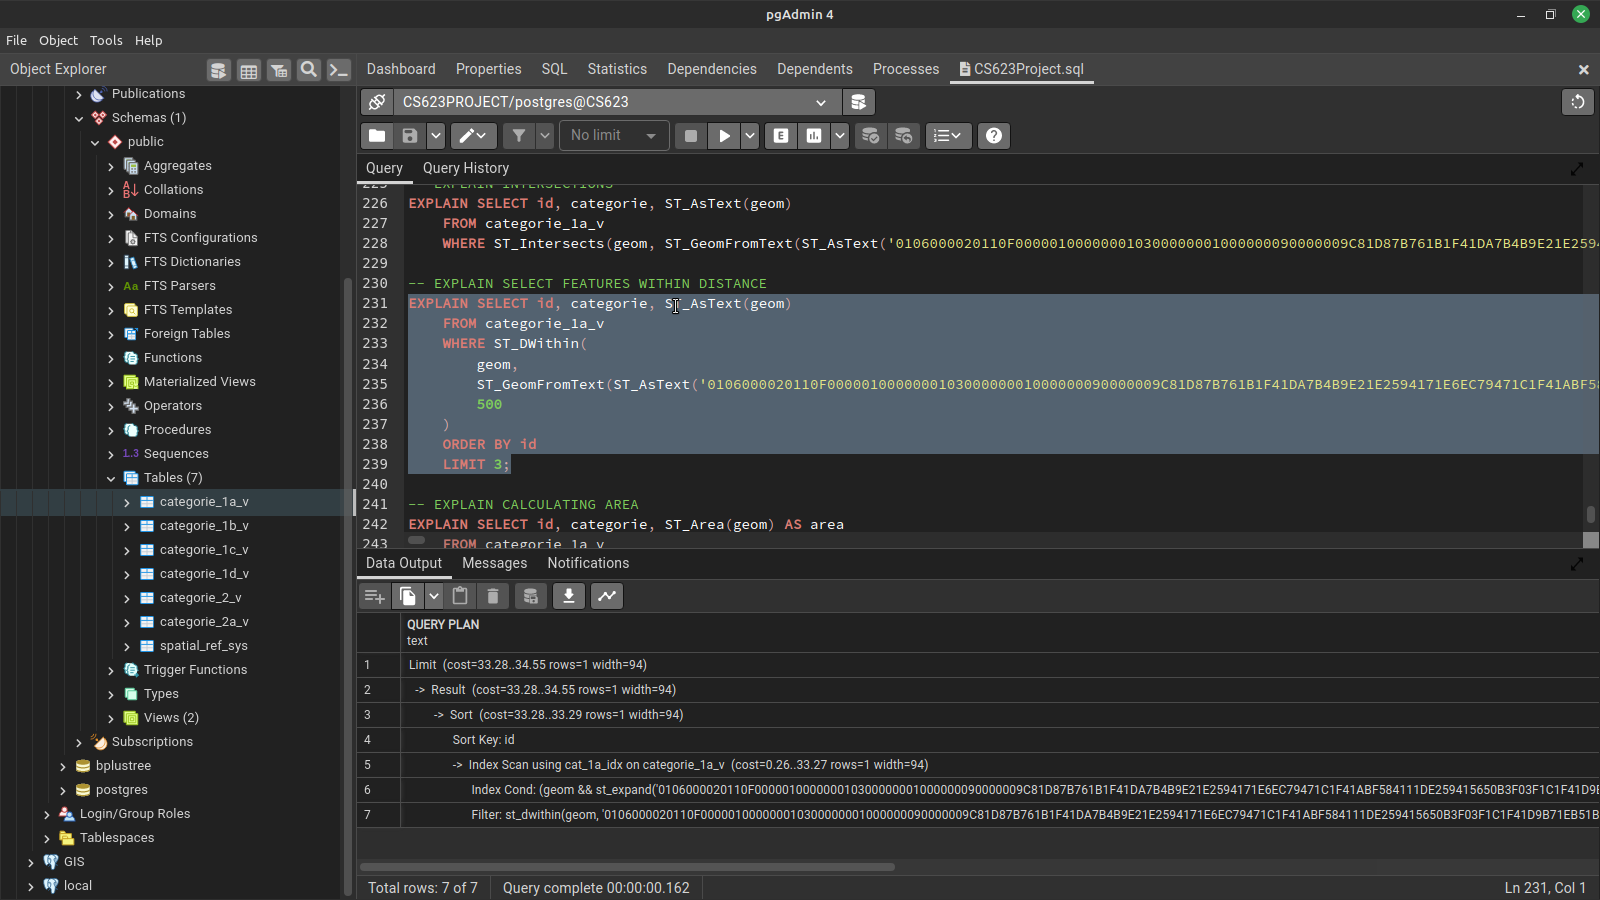 pgAdmin 4
File Object Tools Help
Object Explorer
Dashboard Properties SQL Statistics Dependencies Dependents Processes CS623Project.sql
Publications
Schemas (1)
public
Aggregates
Collations
Domains
FTS Configurations
FTS Dictionaries
Aa FTS Parsers
FTS Templates
Foreign Tables
Functions
Materialized Views
Operators
Procedures
1..3 Sequences
Tables (7)
categorie_1a_v
categorie_1b_v
categorie_1c_v
categorie_1d_v
categorie_2_v
categorie_2a_v
spatial_ref_sys
Trigger Functions
Types
Views (2)
Subscriptions
bplustree
postgres
Login/Group Roles
Tablespaces
GIS
local
CS623PROJECT/postgres@CS623
No limit
E
Query Query History
225 -- EXPLAIN INTERSECTIONS
226 EXPLAIN SELECT id, categorie, ST_AsText(geom)
227 FROM categorie_1a_v
228 WHERE ST_Intersects(geom, ST_GeomFromText(ST_AsText('0106000020110F00000100000001030000000100000009000000​9C81D87B761B1F41DA7B4B9E21E2594
229
230 -- EXPLAIN SELECT FEATURES WITHIN DISTANCE
231 EXPLAIN SELECT id, categorie, ST_AsText(geom)
232 FROM categorie_1a_v
233 WHERE ST_DWithin(
234 geom,
235 ST_GeomFromText(ST_AsText('0106000020110F000001000000010300000001000000090000009C81D87B761B1F41DA7B4B9E21E2594171E6EC79471C1F41ABF5
236 500
237 )
238 ORDER BY id
239 LIMIT 3;
240
241 -- EXPLAIN CALCULATING AREA
242 EXPLAIN SELECT id, categorie, ST_Area(geom) AS area
243 FROM categorie_1a_v
Data Output Messages Notifications
QUERY PLAN
text
1 Limit (cost=33.28..34.55 rows=1 width=94)
2 -> Result (cost=33.28..34.55 rows=1 width=94)
3 -> Sort (cost=33.28..33.29 rows=1 width=94)
4 Sort Key: id
5 -> Index Scan using cat_1a_idx on categorie_1a_v (cost=0.26..33.27 rows=1 width=94)
6 Index Cond: (geom && st_expand('0106000020110F000001000000010300000001000000090000009C81D87B761B1F41DA7B4B9E21E2594171E6EC79471C1F41ABF584111DE259415650B3F03F1C1F41D9
7 Filter: st_dwithin(geom, '0106000020110F000001000000010300000001000000090000009C81D87B761B1F41DA7B4B9E21E2594171E6EC79471C1F41ABF584111DE259415650B3F03F1C1F41D9B71EB51B
Total rows: 7 of 7 Query complete 00:00:00.162 Ln 231, Col 1